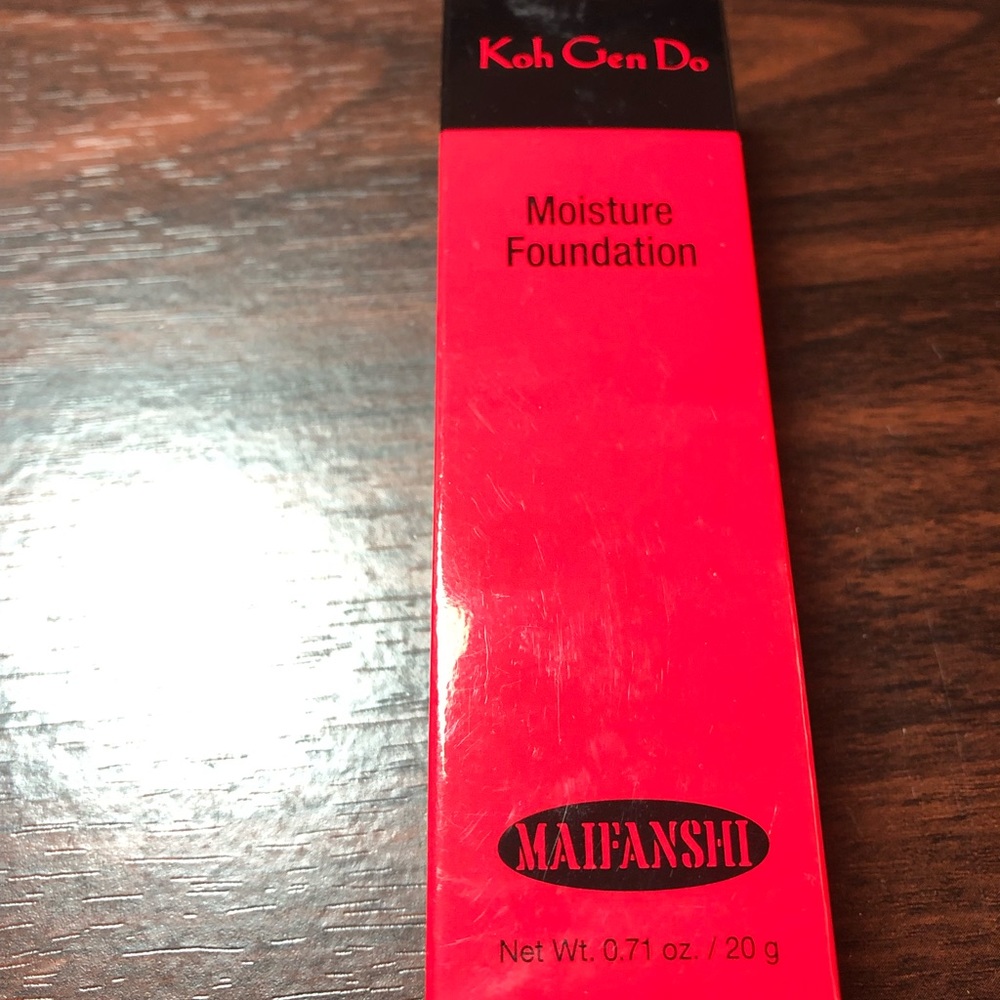 Koh Gen Do
Moisture
Foundation
MAIFANSHI
Net Wt. 0.71 oz. / 20 g